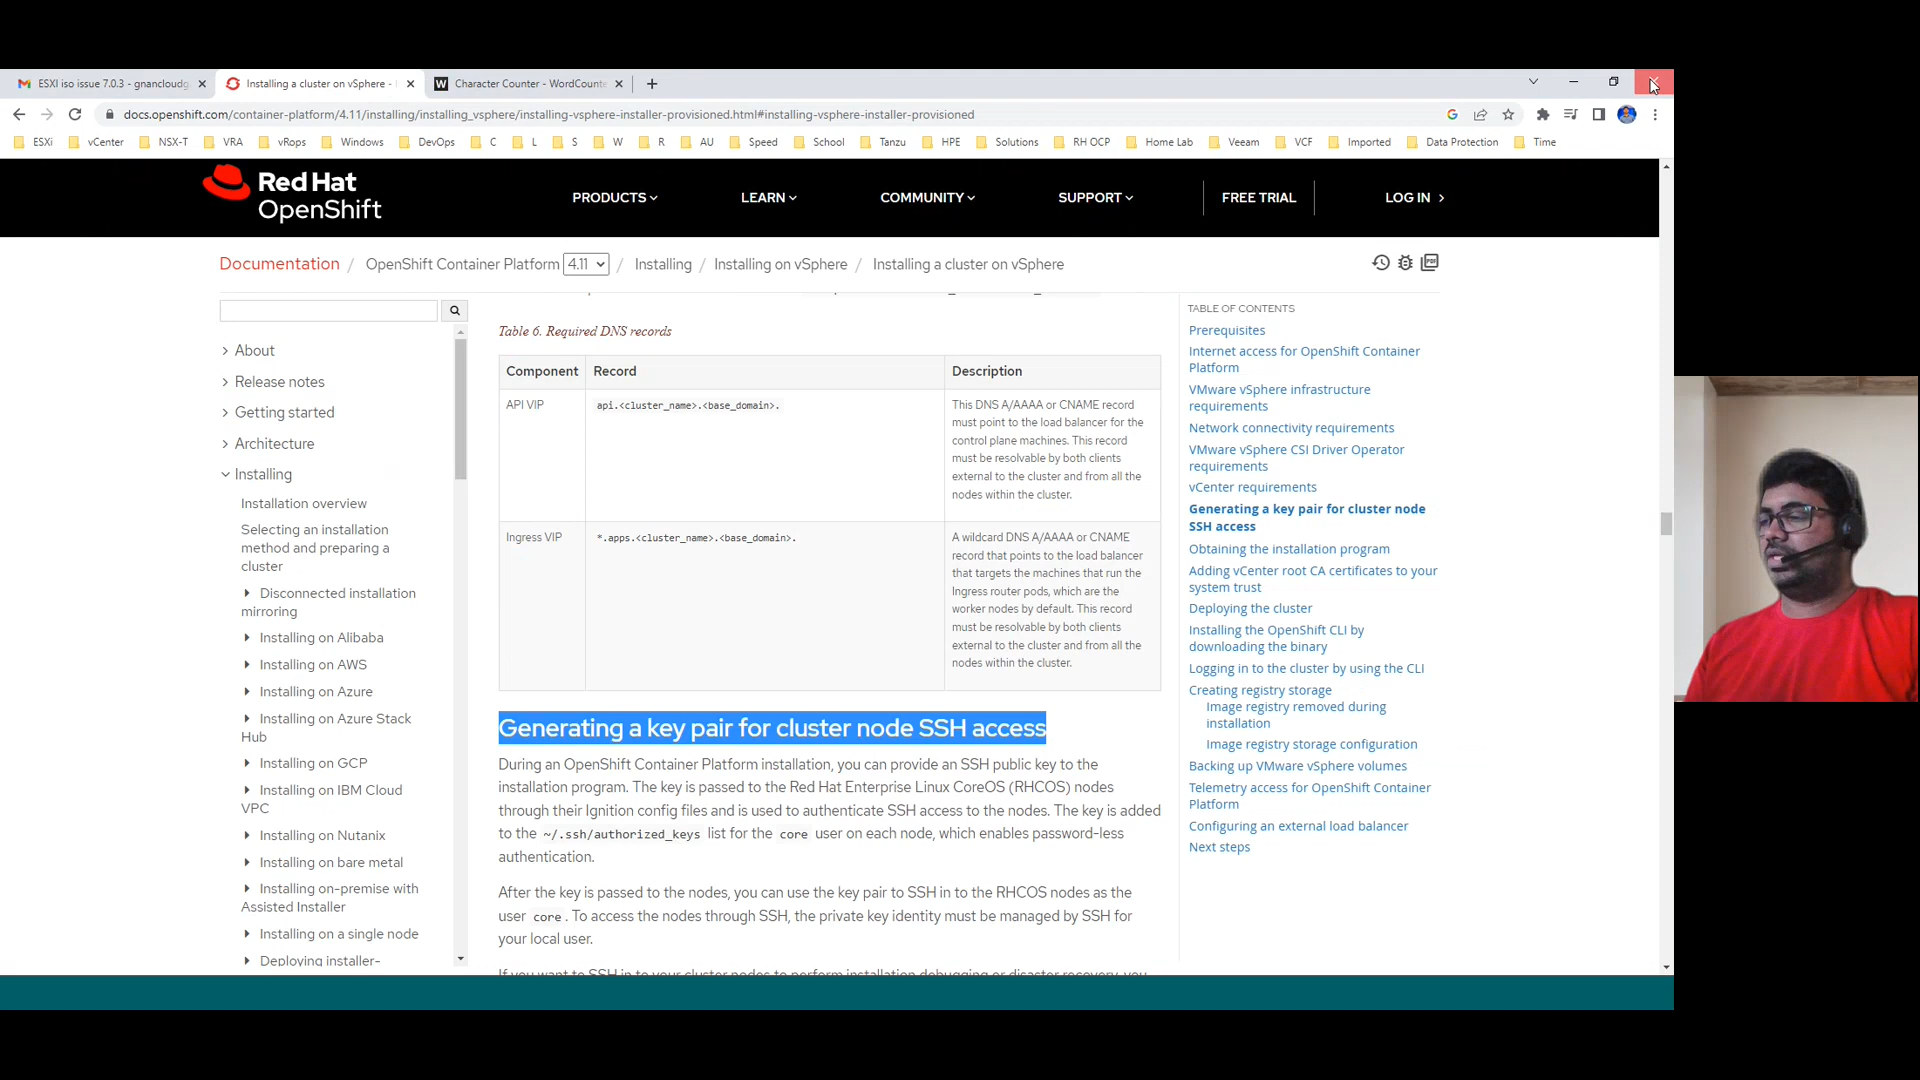 ESXI iso issue 7.0.3 - gnancloudg
Installing a cluster on vSphere -
Character Counter - WordCounte
docs.openshift.com/container-platform/4.11/installing/installing_vsphere/installing-vsphere-installer-provisioned.html#installing-vsphere-installer-provisioned
ESXi vCenter NSX-T VRA vRops Windows DevOps C L S W R AU Speed School Tanzu HPE Solutions RH OCP Home Lab Veeam VCF Imported Data Protection Time
Red Hat
OpenShift
PRODUCTS LEARN COMMUNITY SUPPORT FREE TRIAL LOG IN
Documentation / OpenShift Container Platform 4.11 / Installing / Installing on vSphere / Installing a cluster on vSphere
About
Release notes
Getting started
Architecture
Installing
Installation overview
Selecting an installation
method and preparing a
cluster
Disconnected installation
mirroring
Installing on Alibaba
Installing on AWS
Installing on Azure
Installing on Azure Stack
Hub
Installing on GCP
Installing on IBM Cloud
VPC
Installing on Nutanix
Installing on bare metal
Installing on-premise with
Assisted Installer
Installing on a single node
Deploying installer-
Table 6. Required DNS records
Component Record Description
API VIP api.<cluster_name>.<base_domain>. This DNS A/AAAA or CNAME record
must point to the load balancer for the
control plane machines. This record
must be resolvable by both clients
external to the cluster and from all the
nodes within the cluster.
Ingress VIP *.apps.<cluster_name>.<base_domain>. A wildcard DNS A/AAAA or CNAME
record that points to the load balancer
that targets the machines that run the
Ingress router pods, which are the
worker nodes by default. This record
must be resolvable by both clients
external to the cluster and from all the
nodes within the cluster.
Generating a key pair for cluster node SSH access
During an OpenShift Container Platform installation, you can provide an SSH public key to the
installation program. The key is passed to the Red Hat Enterprise Linux CoreOS (RHCOS) nodes
through their Ignition config files and is used to authenticate SSH access to the nodes. The key is added
to the ~/.ssh/authorized_keys list for the core user on each node, which enables password-less
authentication.
After the key is passed to the nodes, you can use the key pair to SSH in to the RHCOS nodes as the
user core. To access the nodes through SSH, the private key identity must be managed by SSH for
your local user.
If you want to SSH in to your cluster nodes to perform installation debugging or disaster recovery, you
TABLE OF CONTENTS
Prerequisites
Internet access for OpenShift Container
Platform
VMware vSphere infrastructure
requirements
Network connectivity requirements
VMware vSphere CSI Driver Operator
requirements
vCenter requirements
Generating a key pair for cluster node
SSH access
Obtaining the installation program
Adding vCenter root CA certificates to your
system trust
Deploying the cluster
Installing the OpenShift CLI by
downloading the binary
Logging in to the cluster by using the CLI
Creating registry storage
Image registry removed during
installation
Image registry storage configuration
Backing up VMware vSphere volumes
Telemetry access for OpenShift Container
Platform
Configuring an external load balancer
Next steps